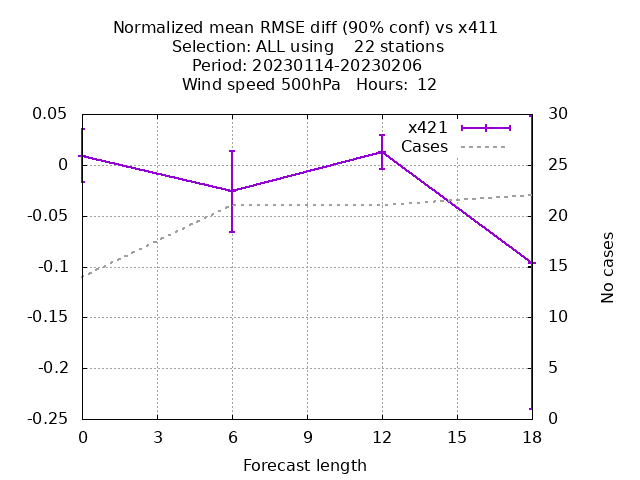 Normalized mean RMSE diff (90% conf) vs x411
Selection: ALL using    22 stations
Period: 20230114-20230206
Wind speed 500hPa   Hours:  12
x421
Cases
0.05
0
-0.05
-0.1
-0.15
-0.2
-0.25
30
25
20
15
10
5
0
No cases
0 3 6 9 12 15 18
Forecast length